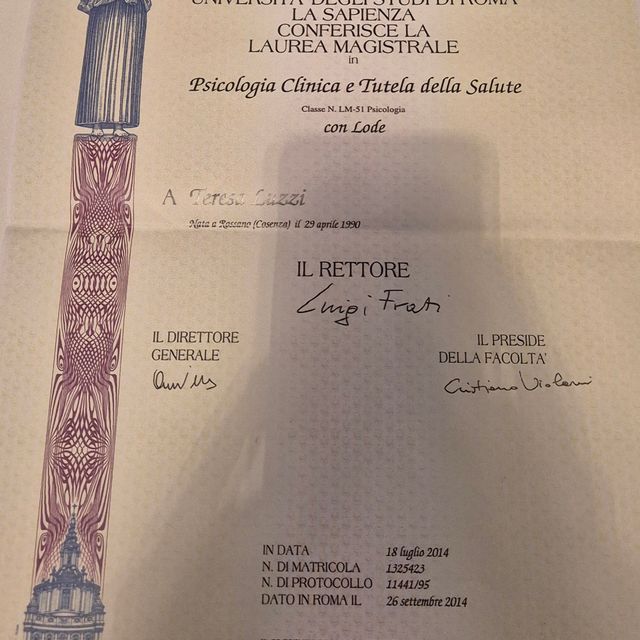 UNIVERSITÀ DEGLI STUDI DI ROMA
LA SAPIENZA
CONFERISCE LA
LAUREA MAGISTRALE
in
Psicologia Clinica e Tutela della Salute
Classe N. LM-51 Psicologia
con Lode
A Teresa Luzzi
Nata a Rossano (Cosenza) il 29 aprile 1990
IL RETTORE
Luigi Frati
IL DIRETTORE
GENERALE
IL PRESIDE
DELLA FACOLTA'
Cristiano Violani
IN DATA 18 luglio 2014
N. DI MATRICOLA 1325423
N. DI PROTOCOLLO 11441/95
DATO IN ROMA IL 26 settembre 2014